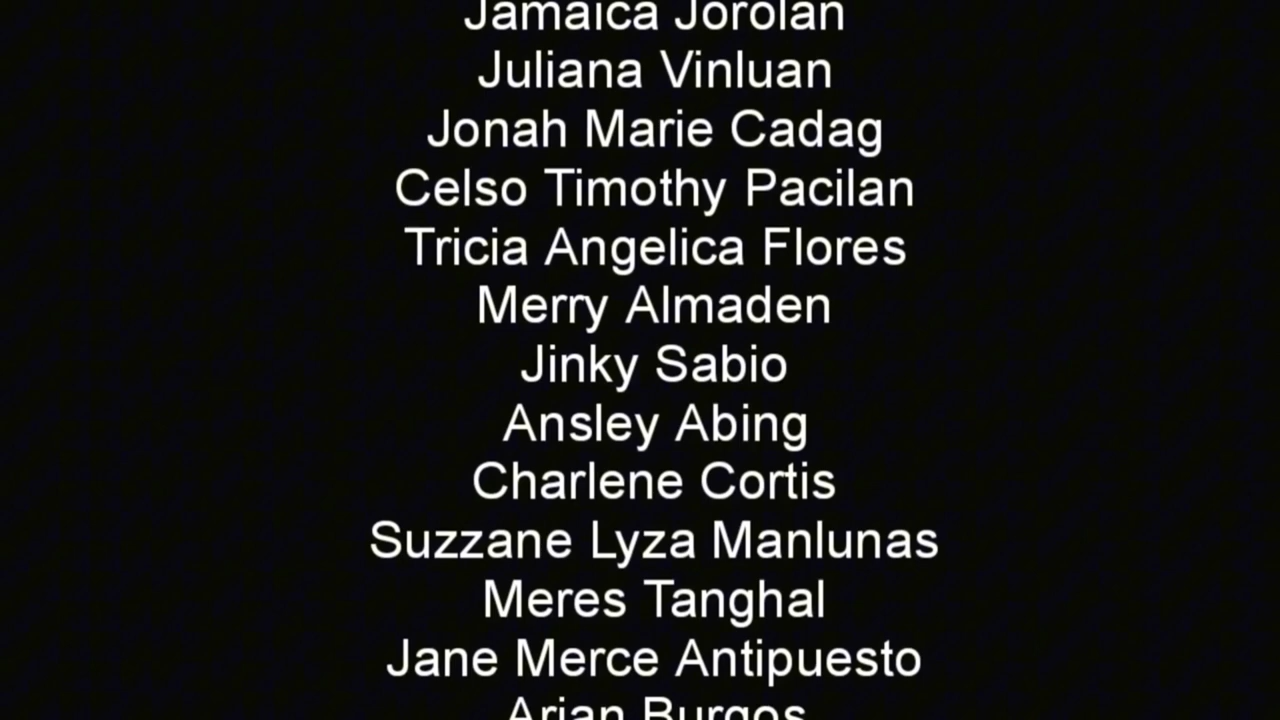 Jamaica Jorolan
Juliana Vinluan
Jonah Marie Cadag
Celso Timothy Pacilan
Tricia Angelica Flores
Merry Almaden
Jinky Sabio
Ansley Abing
Charlene Cortis
Suzzane Lyza Manlunas
Meres Tanghal
Jane Merce Antipuesto
Arian Burgos